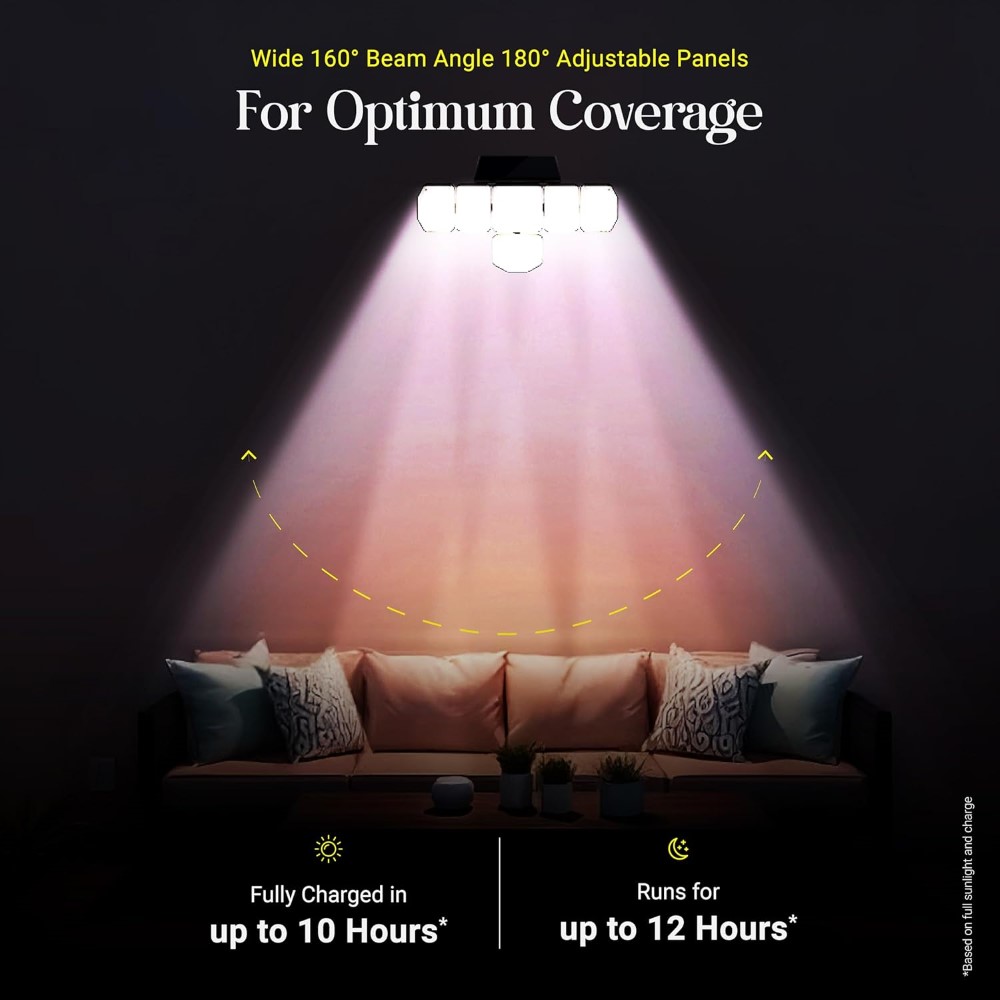 Wide 160° Beam Angle 180° Adjustable Panels
For Optimum Coverage
Fully Charged in
up to 10 Hours*
Runs for
up to 12 Hours*
*Based on full sunlight and charge